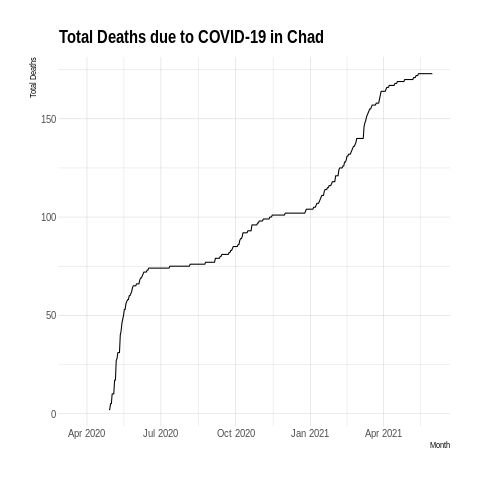 Total Deaths due to COVID-19 in Chad
Total Deaths
150
100
50
0
Apr 2020 Jul 2020 Oct 2020 Jan 2021 Apr 2021
Month